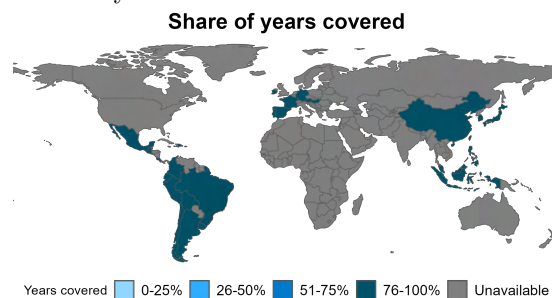 Share of years covered
Years covered 0-25% 26-50% 51-75% 76-100% Unavailable